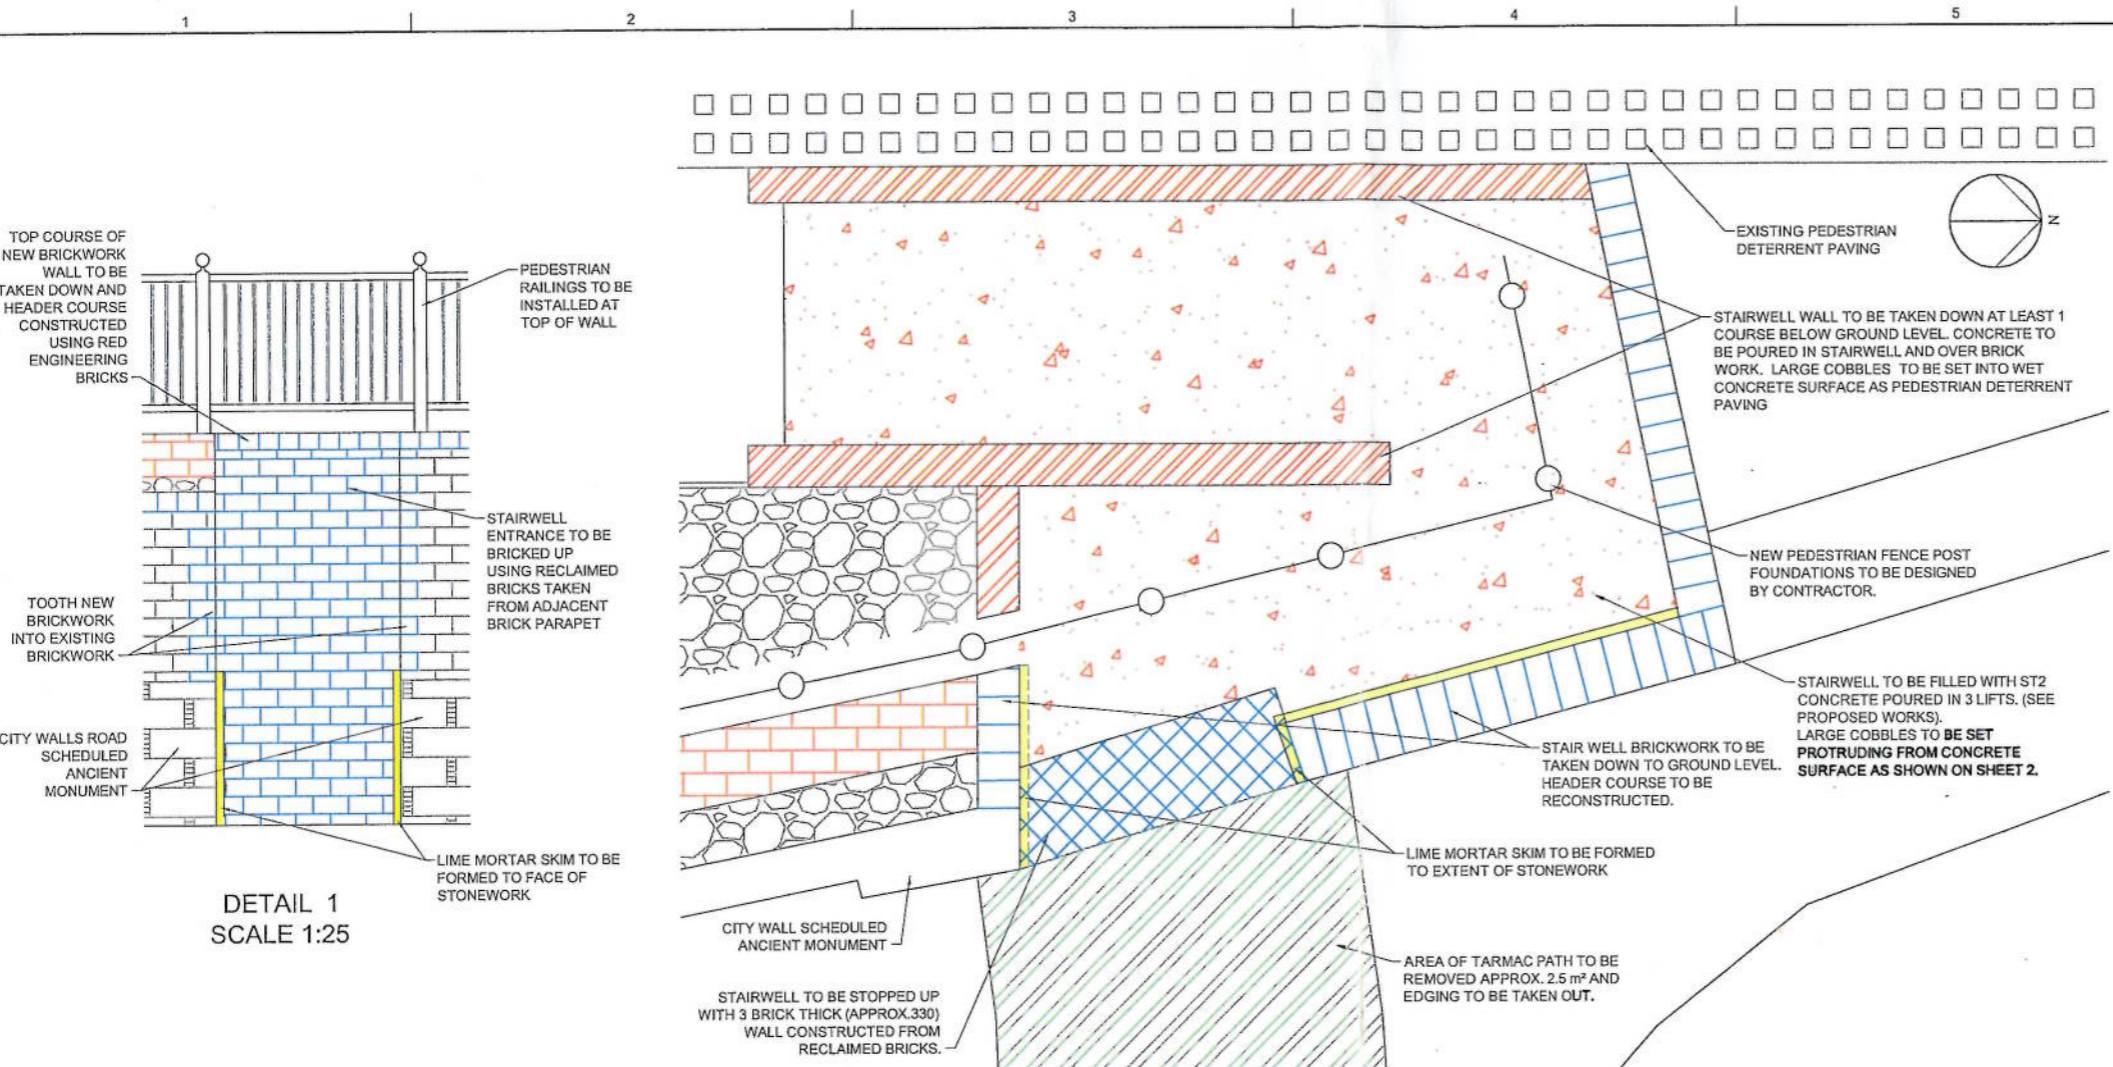 1 2 3 4 5
TOP COURSE OF
NEW BRICKWORK
WALL TO BE
TAKEN DOWN AND
HEADER COURSE
CONSTRUCTED
USING RED
ENGINEERING
BRICKS
PEDESTRIAN
RAILINGS TO BE
INSTALLED AT
TOP OF WALL
STAIRWELL
ENTRANCE TO BE
BRICKED UP
USING RECLAIMED
BRICKS TAKEN
FROM ADJACENT
BRICK PARAPET
TOOTH NEW
BRICKWORK
INTO EXISTING
BRICKWORK
CITY WALLS ROAD
SCHEDULED
ANCIENT
MONUMENT
LIME MORTAR SKIM TO BE
FORMED TO FACE OF
STONEWORK
DETAIL 1
SCALE 1:25
EXISTING PEDESTRIAN
DETERRENT PAVING
N
STAIRWELL WALL TO BE TAKEN DOWN AT LEAST 1
COURSE BELOW GROUND LEVEL. CONCRETE TO
BE POURED IN STAIRWELL AND OVER BRICK
WORK. LARGE COBBLES TO BE SET INTO WET
CONCRETE SURFACE AS PEDESTRIAN DETERRENT
PAVING
NEW PEDESTRIAN FENCE POST
FOUNDATIONS TO BE DESIGNED
BY CONTRACTOR.
STAIRWELL TO BE FILLED WITH ST2
CONCRETE POURED IN 3 LIFTS. (SEE
PROPOSED WORKS).
LARGE COBBLES TO BE SET
PROTRUDING FROM CONCRETE
SURFACE AS SHOWN ON SHEET 2.
STAIR WELL BRICKWORK TO BE
TAKEN DOWN TO GROUND LEVEL.
HEADER COURSE TO BE
RECONSTRUCTED.
LIME MORTAR SKIM TO BE FORMED
TO EXTENT OF STONEWORK
CITY WALL SCHEDULED
ANCIENT MONUMENT
AREA OF TARMAC PATH TO BE
REMOVED APPROX. 2.5 m² AND
EDGING TO BE TAKEN OUT.
STAIRWELL TO BE STOPPED UP
WITH 3 BRICK THICK (APPROX.330)
WALL CONSTRUCTED FROM
RECLAIMED BRICKS.